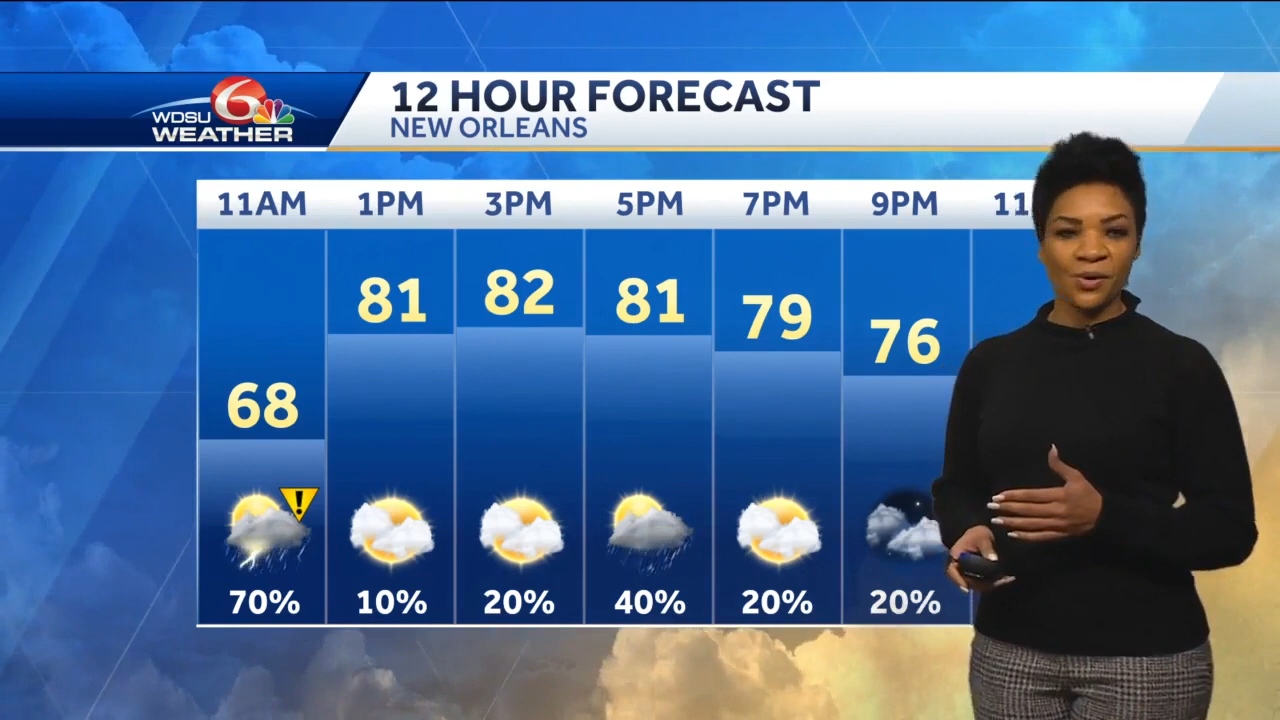 WDSU 6
WEATHER
12 HOUR FORECAST
NEW ORLEANS
11AM 1PM 3PM 5PM 7PM 9PM 11
68 81 82 81 79 76
70% 10% 20% 40% 20% 20%